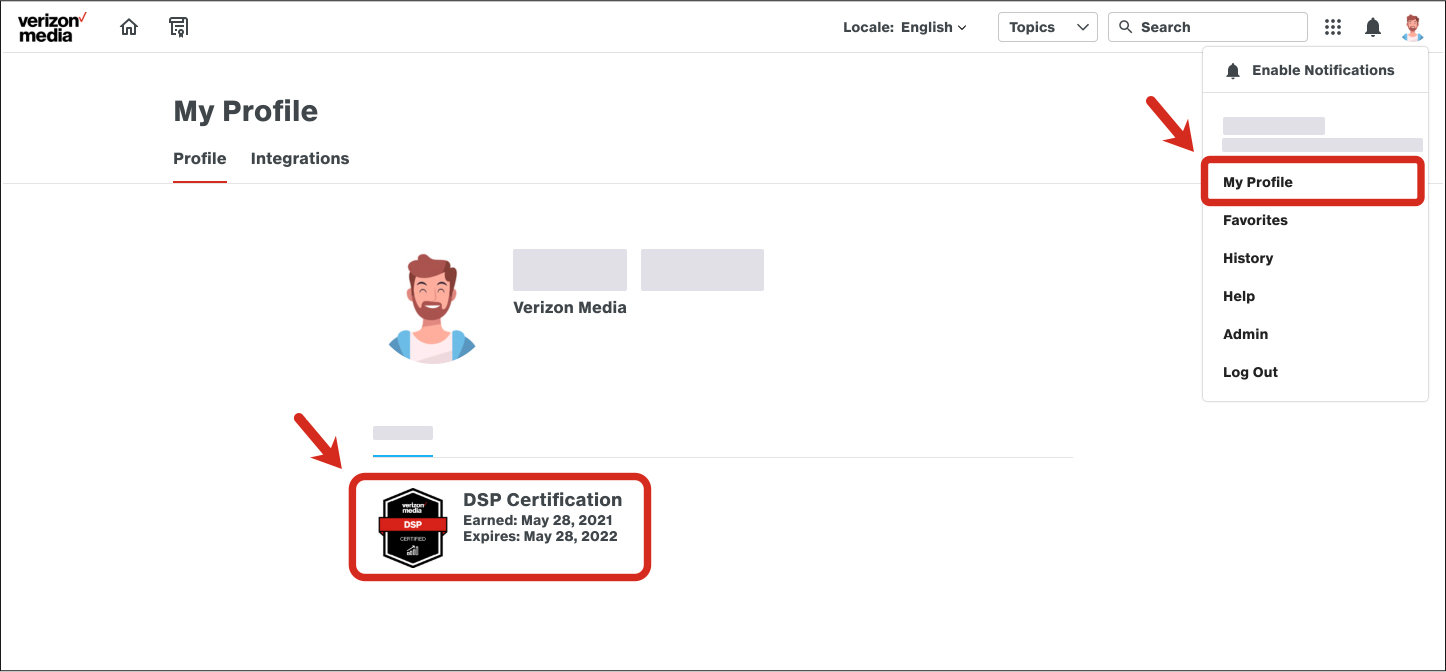 verizon✓
media
Locale: English
Topics
Search
Enable Notifications
My Profile
Profile Integrations
My Profile
Favorites
History
Help
Admin
Log Out
Verizon Media
verizon
media
DSP
CERTIFIED
DSP Certification
Earned: May 28, 2021
Expires: May 28, 2022